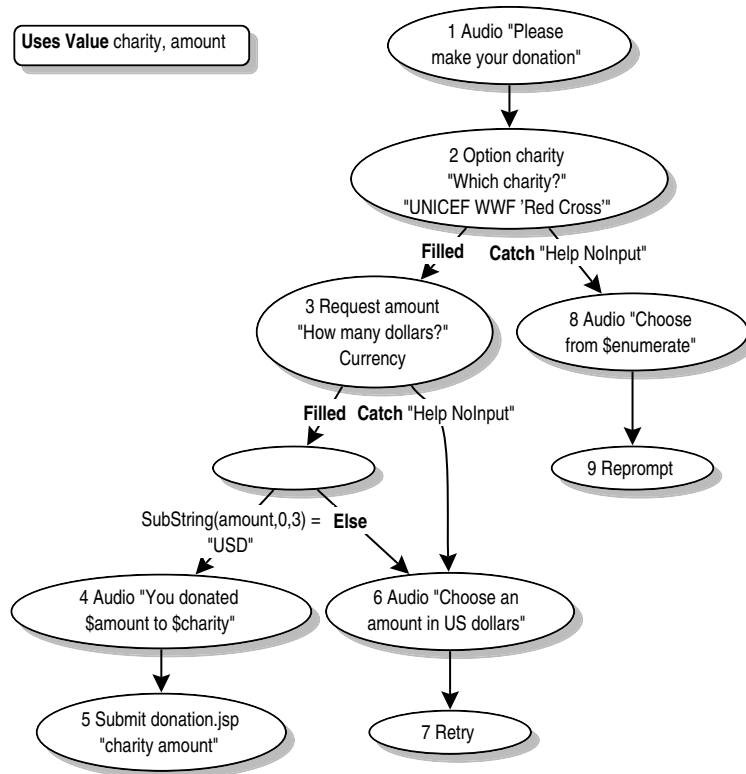 Uses Value charity, amount
1 Audio "Please
make your donation"
2 Option charity
"Which charity?"
"UNICEF WWF 'Red Cross'"
Filled
Catch "Help NoInput"
3 Request amount
"How many dollars?"
Currency
8 Audio "Choose
from $enumerate"
Filled
Catch "Help NoInput"
9 Reprompt
SubString(amount,0,3) =
"USD"
Else
4 Audio "You donated
$amount to $charity"
6 Audio "Choose an
amount in US dollars"
5 Submit donation.jsp
"charity amount"
7 Retry